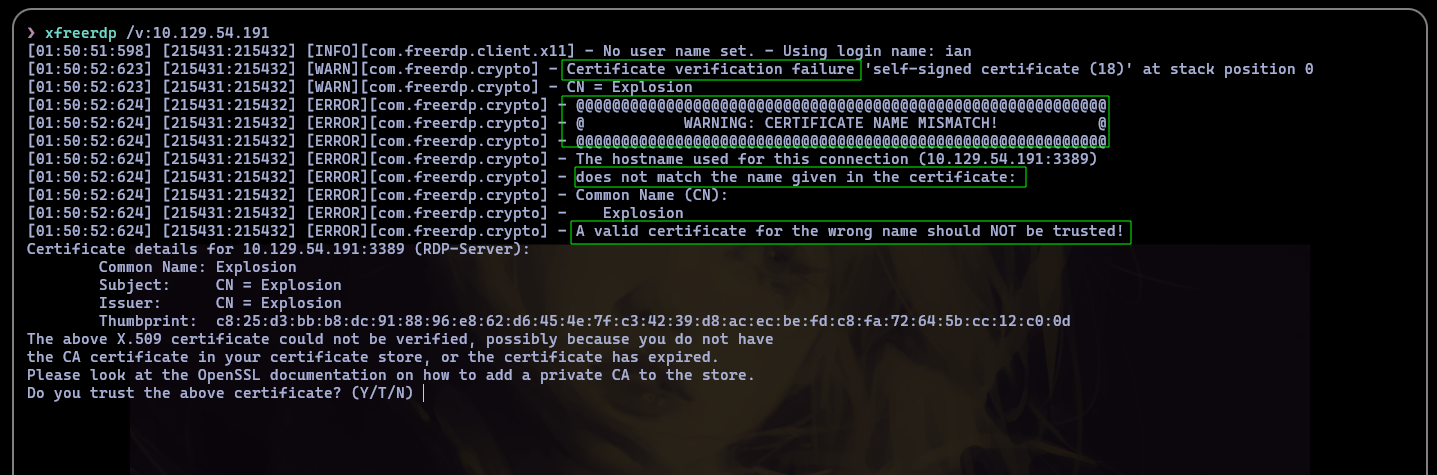 ❯ xfreerdp /v:10.129.54.191
[01:50:51:598] [215431:215432] [INFO][com.freerdp.client.x11] - No user name set. - Using login name: ian
[01:50:52:623] [215431:215432] [WARN][com.freerdp.crypto] - Certificate verification failure 'self-signed certificate (18)' at stack position 0
[01:50:52:623] [215431:215432] [WARN][com.freerdp.crypto] - CN = Explosion
[01:50:52:624] [215431:215432] [ERROR][com.freerdp.crypto] - @@@@@@@@@@@@@@@@@@@@@@@@@@@@@@@@@@@@@@@@@@@@@@@@@@@@@@@@@@@
[01:50:52:624] [215431:215432] [ERROR][com.freerdp.crypto] - @           WARNING: CERTIFICATE NAME MISMATCH!           @
[01:50:52:624] [215431:215432] [ERROR][com.freerdp.crypto] - @@@@@@@@@@@@@@@@@@@@@@@@@@@@@@@@@@@@@@@@@@@@@@@@@@@@@@@@@@@
[01:50:52:624] [215431:215432] [ERROR][com.freerdp.crypto] - The hostname used for this connection (10.129.54.191:3389)
[01:50:52:624] [215431:215432] [ERROR][com.freerdp.crypto] - does not match the name given in the certificate:
[01:50:52:624] [215431:215432] [ERROR][com.freerdp.crypto] - Common Name (CN):
[01:50:52:624] [215431:215432] [ERROR][com.freerdp.crypto] -    Explosion
[01:50:52:624] [215431:215432] [ERROR][com.freerdp.crypto] - A valid certificate for the wrong name should NOT be trusted!
Certificate details for 10.129.54.191:3389 (RDP-Server):
        Common Name: Explosion
        Subject:     CN = Explosion
        Issuer:      CN = Explosion
        Thumbprint:  c8:25:d3:bb:b8:dc:91:88:96:e8:62:d6:45:4e:7f:c3:42:39:d8:ac:ec:be:fd:c8:fa:72:64:5b:cc:12:c0:0d
The above X.509 certificate could not be verified, possibly because you do not have
the CA certificate in your certificate store, or the certificate has expired.
Please look at the OpenSSL documentation on how to add a private CA to the store.
Do you trust the above certificate? (Y/T/N)